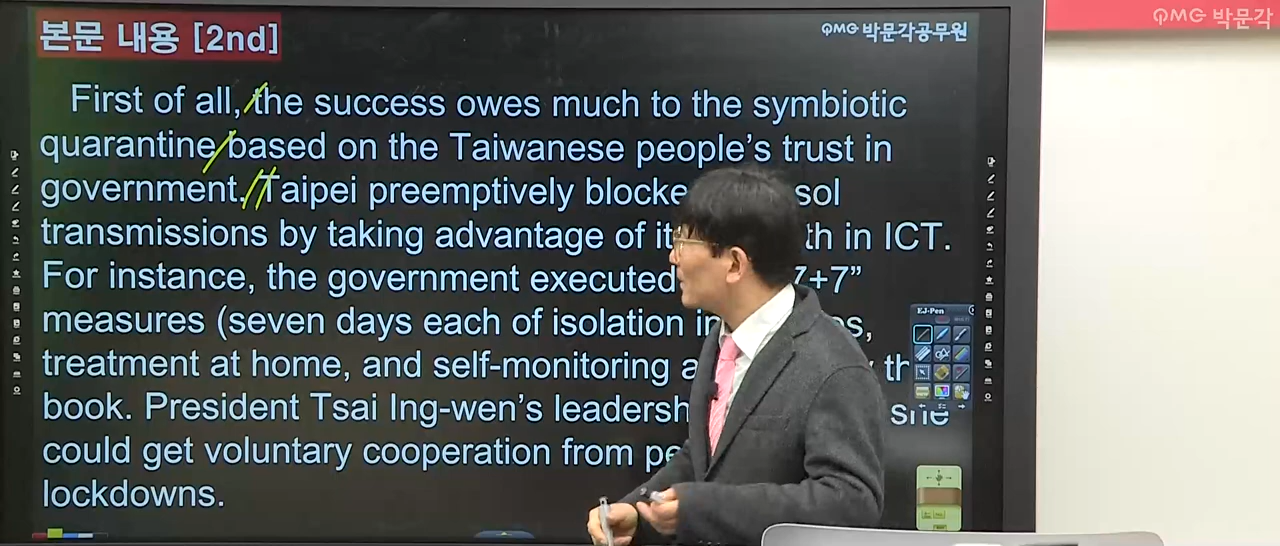 본문 내용 [2nd]
QMG 박문각공무원
QMG 박문각
First of all, the success owes much to the symbiotic
quarantine based on the Taiwanese people's trust in
government. Taipei preemptively blocke sol
transmissions by taking advantage of it th in ICT.
For instance, the government executed 7+7”
measures (seven days each of isolation in es,
treatment at home, and self-monitoring a y th
book. President Tsai Ing-wen's leadersh she
could get voluntary cooperation from pe
lockdowns.
EJ-Pen